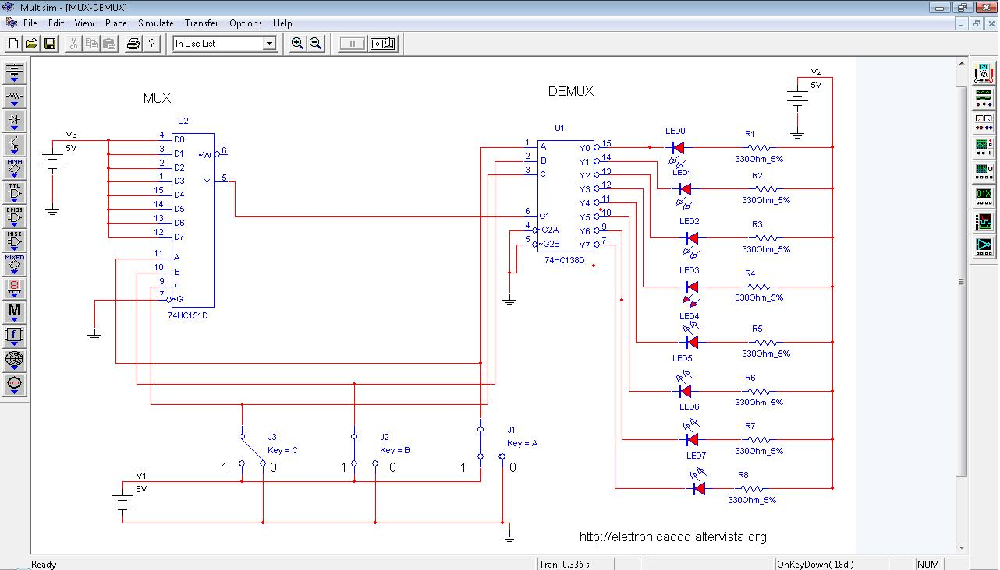 Multisim - [MUX-DEMUX]
File Edit View Place Simulate Transfer Options Help
In Use List
ANA
TTL
CMOS
MISC
MIXED
M
f
01X
MUX
DEMUX
V3
5V
U2
4 D0
3 D1
2 D2
1 D3
15 D4
14 D5
13 D6
12 D7
11 A
10 B
9 C
7 ~G
~W 6
Y 5
74HC151D
U1
1 A
2 B
3 C
6 G1
4 ~G2A
5 ~G2B
Y0 15
Y1 14
Y2 13
Y3 12
Y4 11
Y5 10
Y6 9
Y7 7
74HC138D
V2
5V
LED0 R1
330Ohm_5%
LED1 R2
330Ohm_5%
LED2 R3
330Ohm_5%
LED3 R4
330Ohm_5%
LED4 R5
330Ohm_5%
LED5 R6
330Ohm_5%
LED6 R7
330Ohm_5%
LED7 R8
330Ohm_5%
J3
Key = C
1 0
J2
Key = B
1 0
J1
Key = A
1 0
V1
5V
http://elettronicadoc.altervista.org
Ready Tran: 0.336 s OnKeyDown( 18d ) NUM